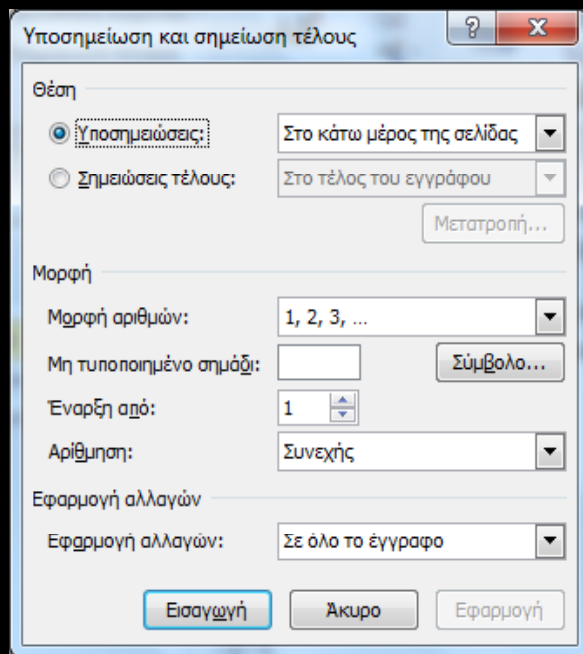 Υποσημείωση και σημείωση τέλους
Θέση
Υποσημειώσεις: Στο κάτω μέρος της σελίδας
Σημειώσεις τέλους: Στο τέλος του εγγράφου
Μετατροπή...
Μορφή
Μορφή αριθμών: 1, 2, 3, ...
Μη τυποποιημένο σημάδι: Σύμβολο...
Έναρξη από: 1
Αρίθμηση: Συνεχής
Εφαρμογή αλλαγών
Εφαρμογή αλλαγών: Σε όλο το έγγραφο
Εισαγωγή Άκυρο Εφαρμογή